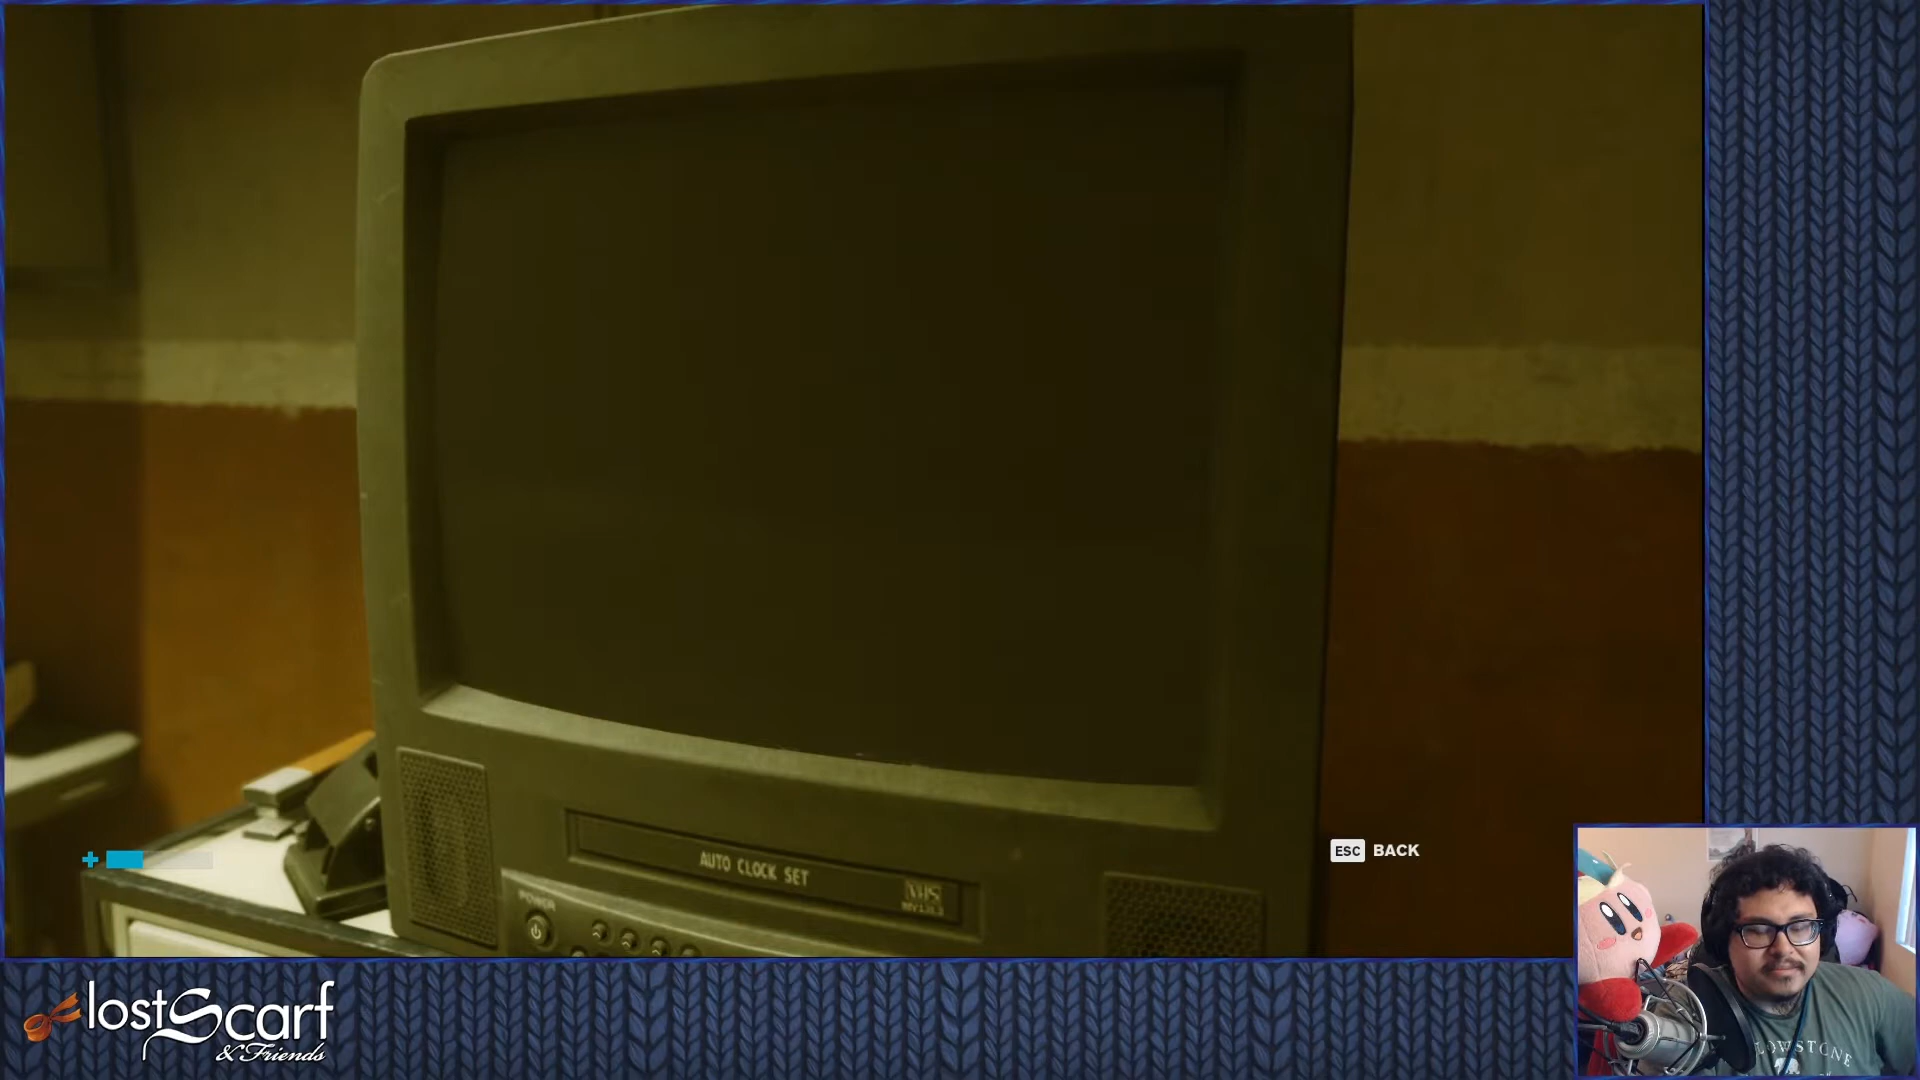 AUTO CLOCK SET
VHS
POWER
ESC BACK
lostScarf
& Friends